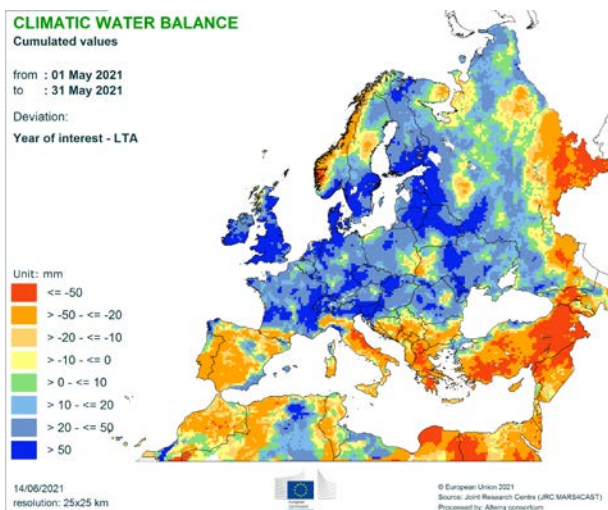 CLIMATIC WATER BALANCE
Cumulated values
from : 01 May 2021
to : 31 May 2021
Deviation:
Year of interest - LTA
Unit: mm
<= -50
> -50 - <= -20
> -20 - <= -10
> -10 - <= 0
> 0 - <= 10
> 10 - <= 20
> 20 - <= 50
> 50
14/06/2021
resolution: 25x25 km
© European Union 2021
Source: Joint Research Centre (JRC MARS4CAST)
Processed by: Alterra consortium